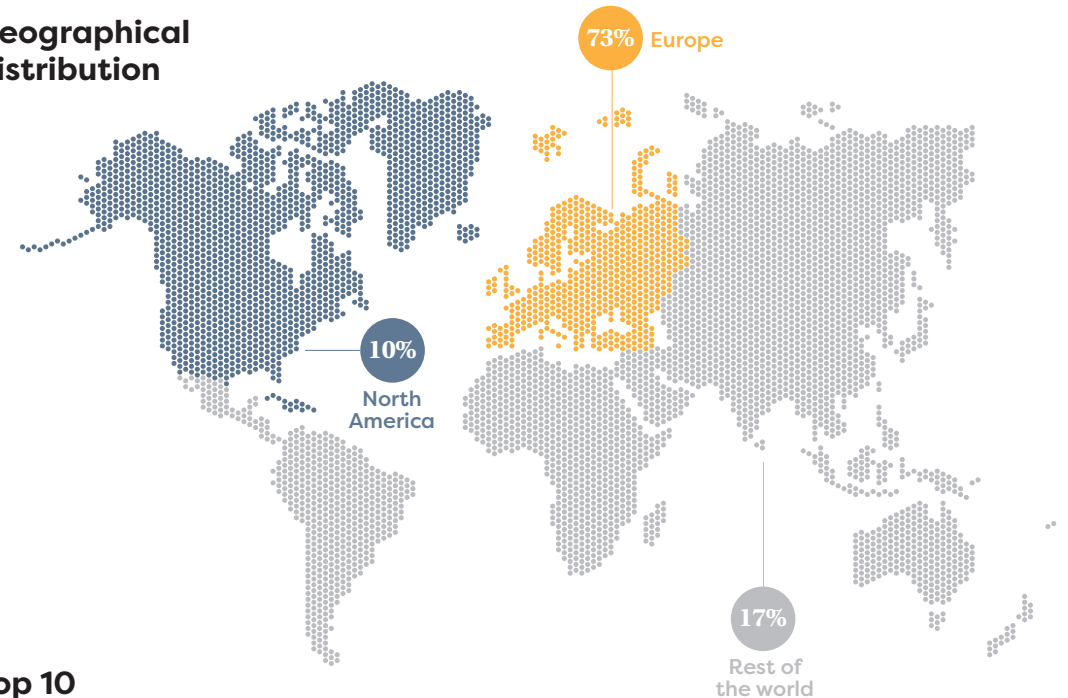 eographical
istribution
73% Europe
10%
North
America
17%
Rest of
the world
op 10